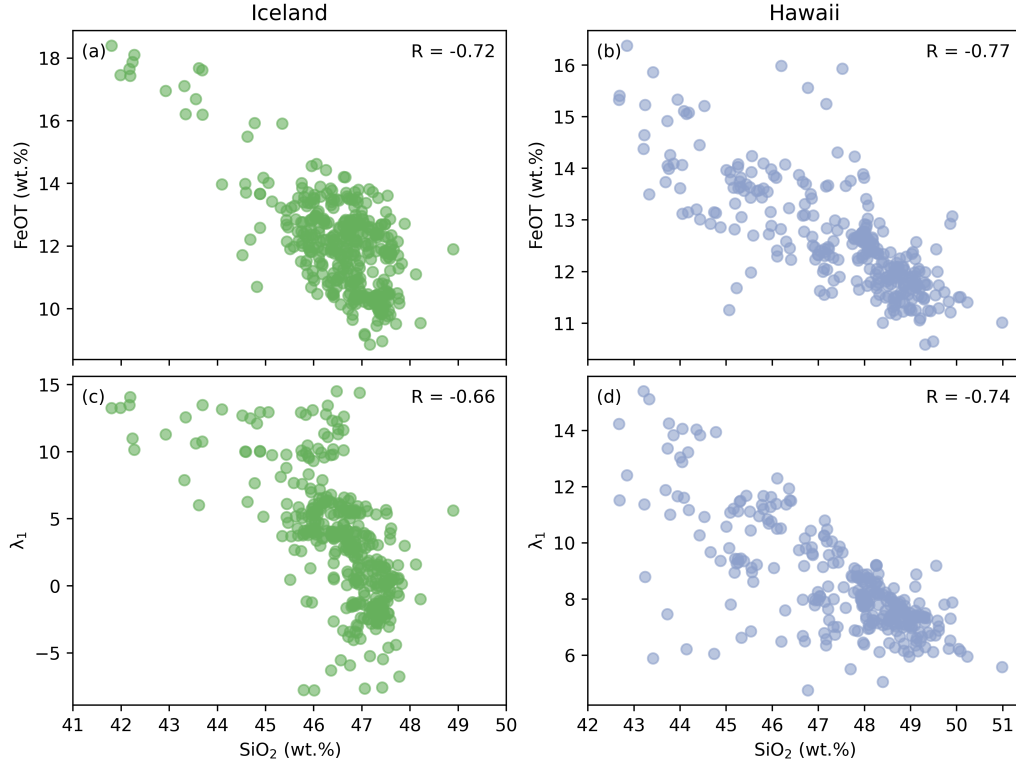 Iceland
Hawaii
(a)
R = -0.72
(b)
R = -0.77
18
16
14
12
10
FeOT (wt.%)
16
15
14
13
12
11
FeOT (wt.%)
(c)
R = -0.66
(d)
R = -0.74
15
10
5
0
−5
λ₁
14
12
10
8
6
λ₁
41 42 43 44 45 46 47 48 49 50
42 43 44 45 46 47 48 49 50 51
SiO₂ (wt.%)
SiO₂ (wt.%)